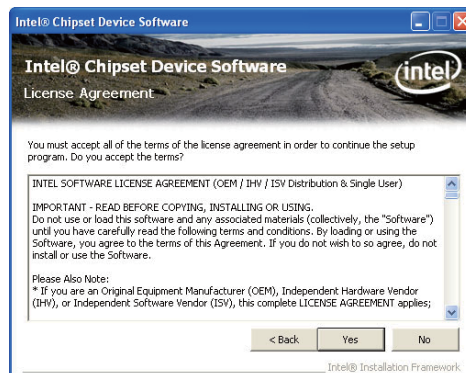 Intel® Chipset Device Software
Intel® Chipset Device Software
intel
License Agreement
You must accept all of the terms of the license agreement in order to continue the setup
program. Do you accept the terms?
INTEL SOFTWARE LICENSE AGREEMENT (OEM / IHV / ISV Distribution & Single User)
IMPORTANT - READ BEFORE COPYING, INSTALLING OR USING.
Do not use or load this software and any associated materials (collectively, the "Software")
until you have carefully read the following terms and conditions. By loading or using the
Software, you agree to the terms of this Agreement. If you do not wish to so agree, do not
install or use the Software.
Please Also Note:
* If you are an Original Equipment Manufacturer (OEM), Independent Hardware Vendor
(IHV), or Independent Software Vendor (ISV), this complete LICENSE AGREEMENT applies;
< Back Yes No
Intel® Installation Framework